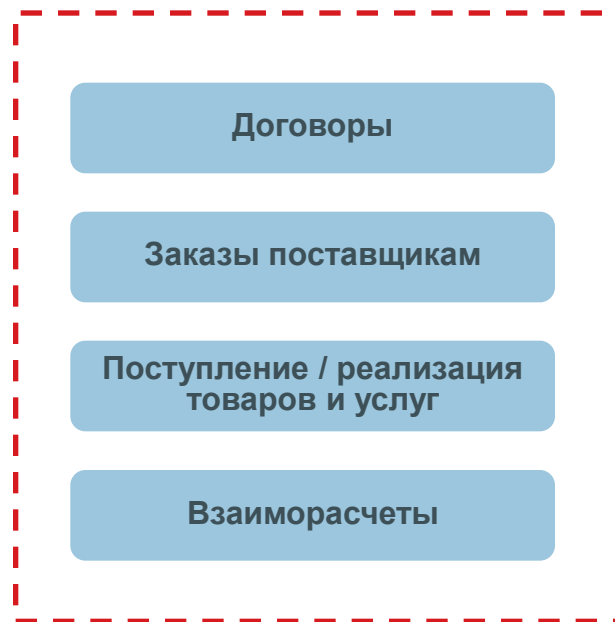 Договоры
Заказы поставщикам
Поступление / реализация
товаров и услуг
Взаиморасчеты